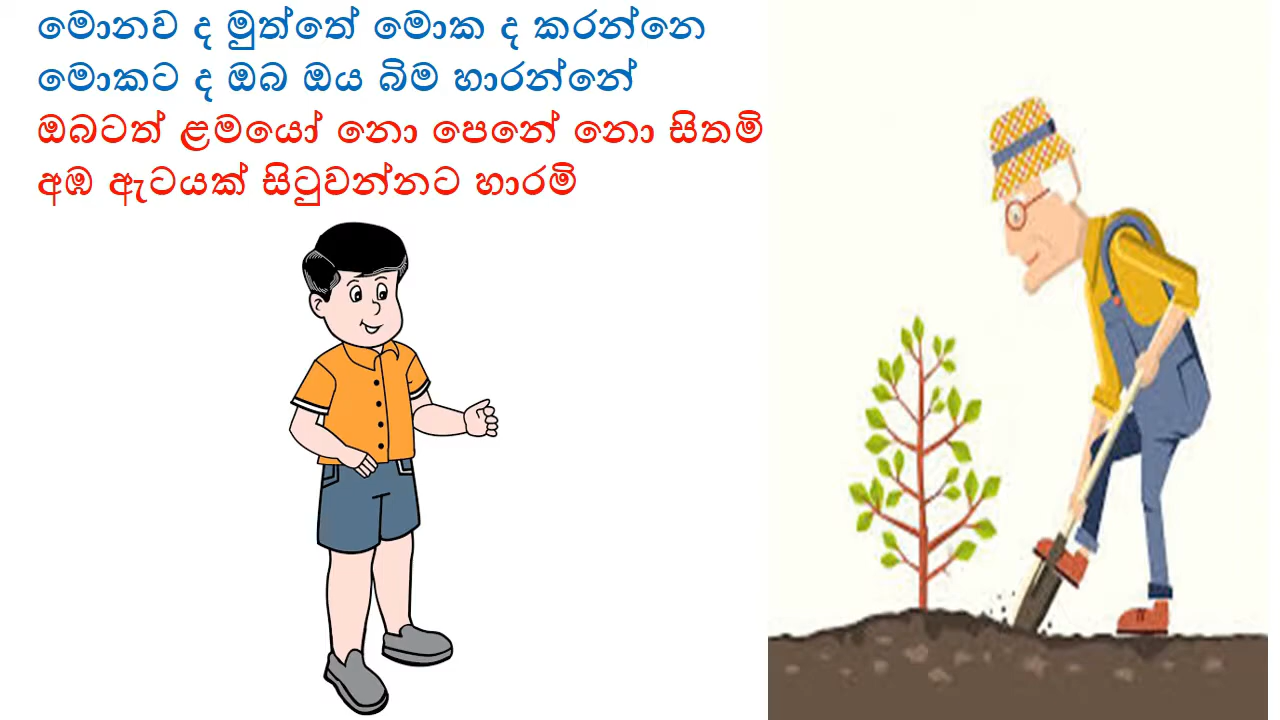 මොනව ද මුත්තේ මොක ද කරන්නෙ
මොකට ද ඔබ ඔය බිම හාරන්නේ
ඔබටත් ළමයෝ නො පෙනේ නො සිතමි
අඹ ඇටයක් සිටුවන්නට හාරමි